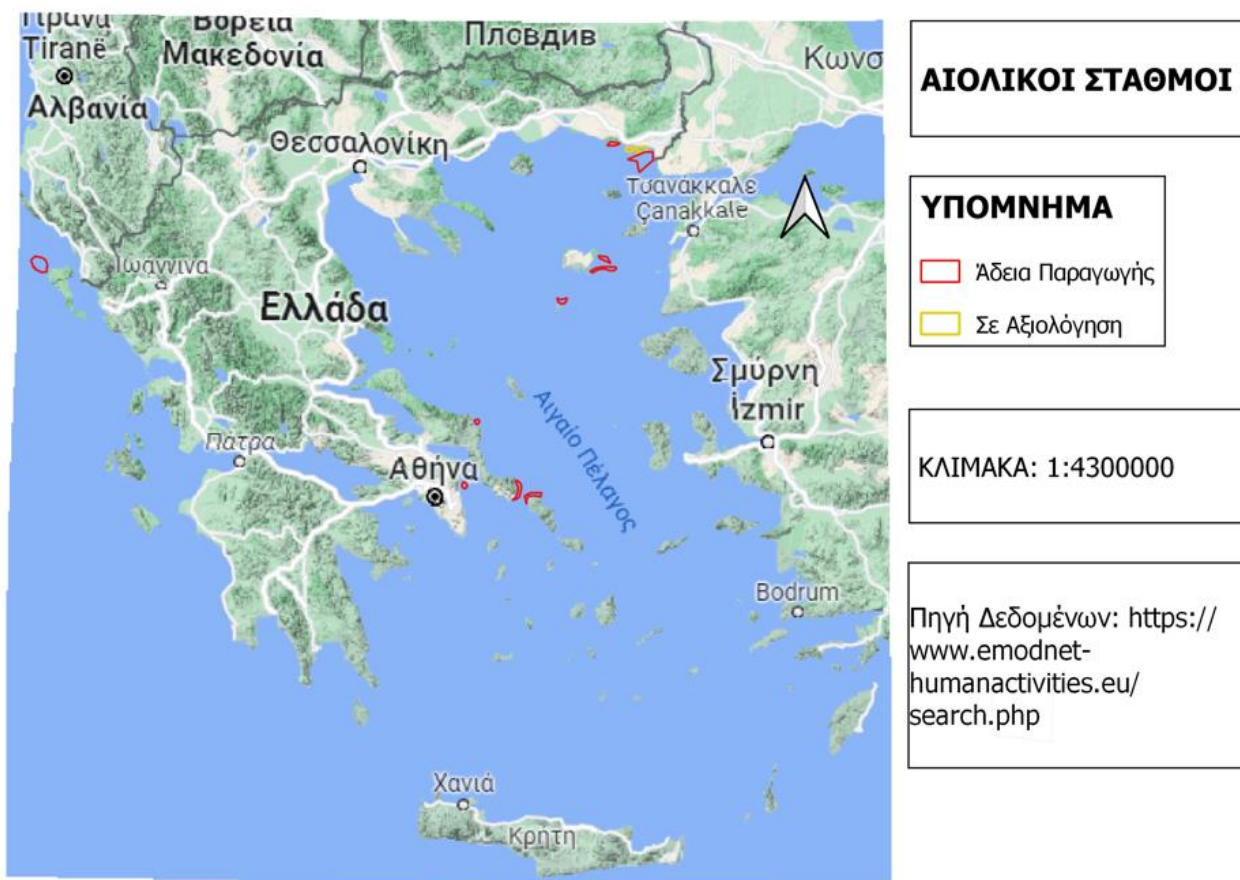 Τίρανα
Tiranë
Βόρεια
Μακεδονία
Пловдив
Κωνσ
Αλβανία
Θεσσαλονίκη
Τσανάκκαλε
Çanakkale
Ιωάννινα
Ελλάδα
Σμύρνη
İzmir
Αιγαίο Πέλαγος
Πάτρα
Αθήνα
Bodrum
Χανιά
Κρήτη
ΑΙΟΛΙΚΟΙ ΣΤΑΘΜΟΙ
ΥΠΟΜΝΗΜΑ
Άδεια Παραγωγής
Σε Αξιολόγηση
ΚΛΙΜΑΚΑ: 1:4300000
Πηγή Δεδομένων: https://
www.emodnet-
humanactivities.eu/
search.php